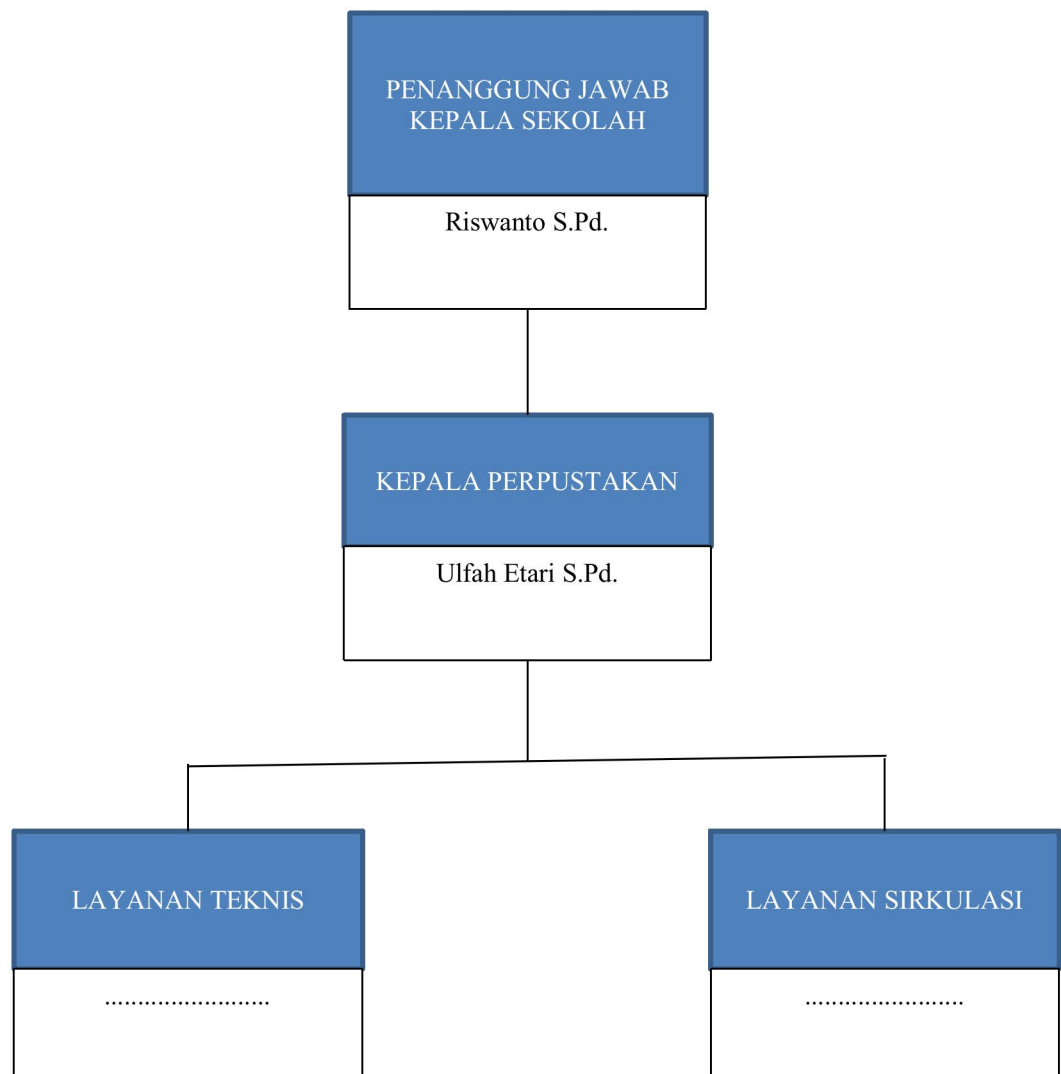 PENANGGUNG JAWAB
KEPALA SEKOLAH
Riswanto S.Pd.
KEPALA PERPUSTAKAN
Ulfah Etari S.Pd.
LAYANAN TEKNIS
LAYANAN SIRKULASI
.........................
........................